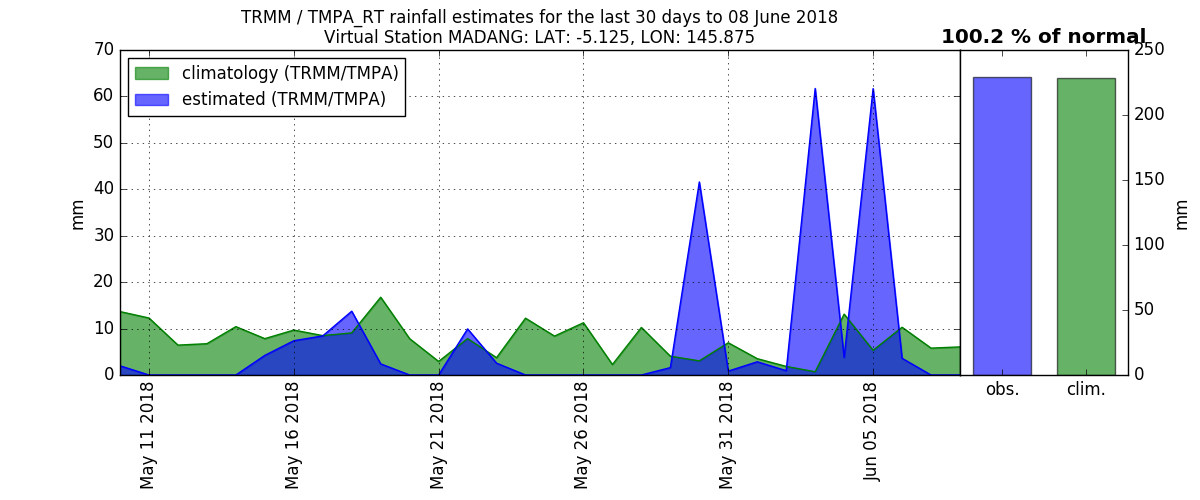 TRMM / TMPA_RT rainfall estimates for the last 30 days to 08 June 2018
Virtual Station MADANG: LAT: -5.125, LON: 145.875
100.2 % of normal
climatology (TRMM/TMPA)
estimated (TRMM/TMPA)
70
60
50
40
30
20
10
0
mm
250
200
150
100
50
0
mm
May 11 2018
May 16 2018
May 21 2018
May 26 2018
May 31 2018
Jun 05 2018
obs.
clim.